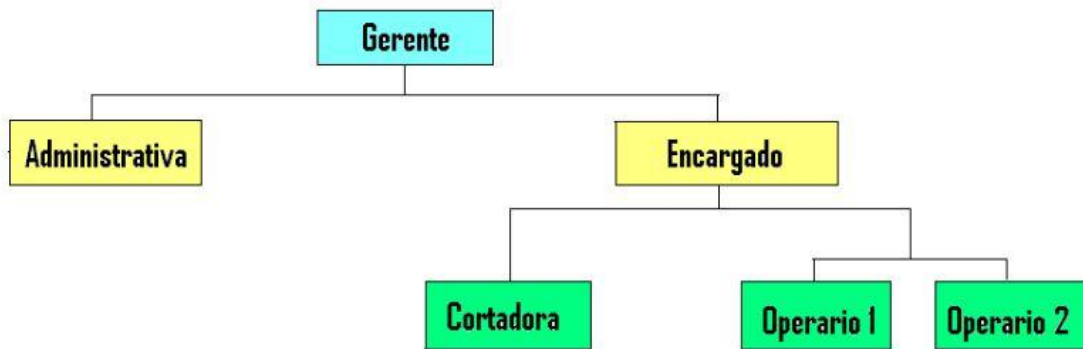 Gerente
Administrativa
Encargado
Cortadora
Operario 1
Operario 2